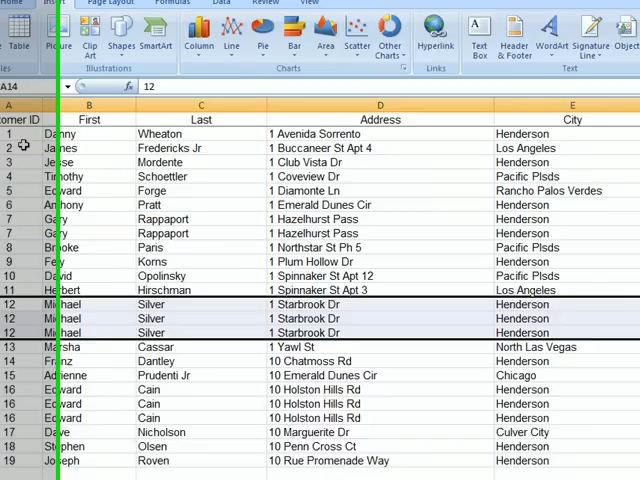 Home Insert Page Layout Formulas Data Review View
Table Picture Clip Art Shapes SmartArt Column Line Pie Bar Area Scatter Other Charts Hyperlink Text Box Header & Footer WordArt Signature Line Object
Illustrations Charts Links Text
A14 fx 12
A B C D E
tomer ID First Last Address City
1 Danny Wheaton 1 Avenida Sorrento Henderson
2 James Fredericks Jr 1 Buccaneer St Apt 4 Los Angeles
3 Jesse Mordente 1 Club Vista Dr Henderson
4 Timothy Schoettler 1 Coveview Dr Pacific Plsds
5 Edward Forge 1 Diamonte Ln Rancho Palos Verdes
6 Anthony Pratt 1 Emerald Dunes Cir Henderson
7 Gary Rappaport 1 Hazelhurst Pass Henderson
7 Gary Rappaport 1 Hazelhurst Pass Henderson
8 Brooke Paris 1 Northstar St Ph 5 Pacific Plsds
9 Korns 1 Plum Hollow Dr Henderson
10 David Opolinsky 1 Spinnaker St Apt 12 Pacific Plsds
11 Herbert Hirschman 1 Spinnaker St Apt 3 Los Angeles
12 Michael Silver 1 Starbrook Dr Henderson
12 Michael Silver 1 Starbrook Dr Henderson
12 Michael Silver 1 Starbrook Dr Henderson
13 Marsha Cassar 1 Yawl St North Las Vegas
14 Franz Dantley 10 Chatmoss Rd Henderson
15 Adrienne Prudenti Jr 10 Emerald Dunes Cir Chicago
16 Edward Cain 10 Holston Hills Rd Henderson
16 Edward Cain 10 Holston Hills Rd Henderson
16 Edward Cain 10 Holston Hills Rd Henderson
17 Dave Nicholson 10 Marguerite Dr Culver City
18 Stephen Olsen 10 Penn Cross Ct Henderson
19 Joseph Roven 10 Rue Promenade Way Henderson